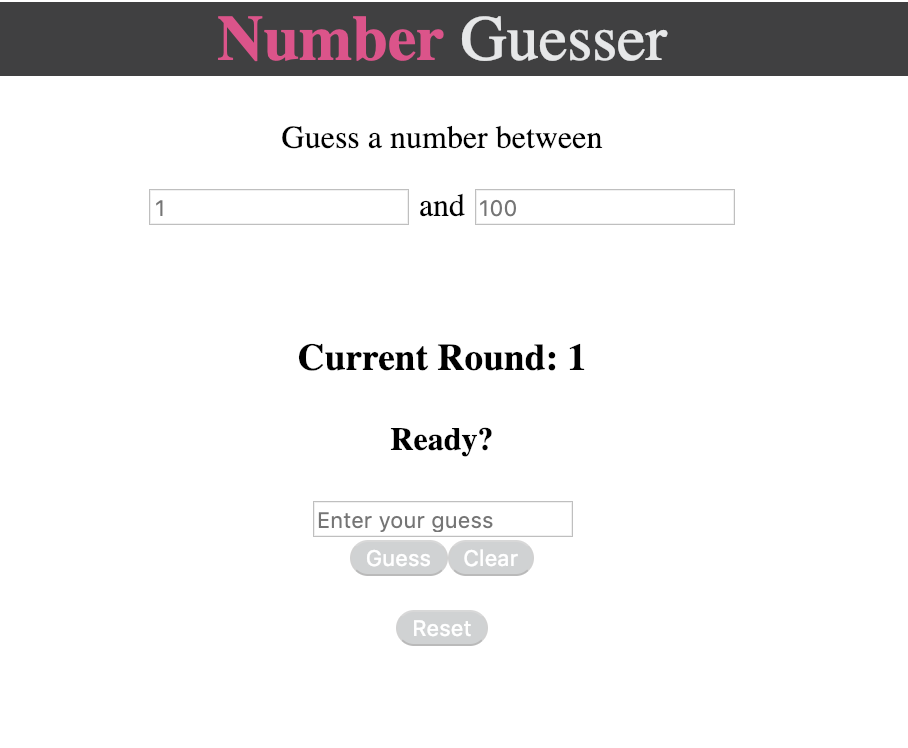 Number Guesser
Guess a number between
1 and 100
Current Round: 1
Ready?
Enter your guess
Guess Clear
Reset